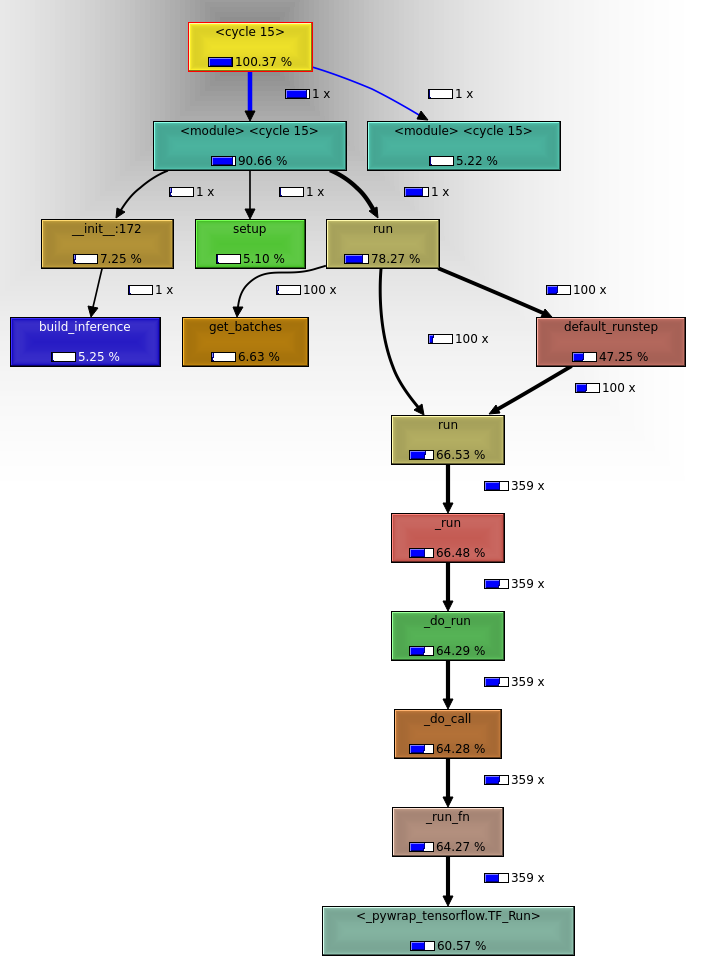 <cycle 15>
100.37 %
1 x
1 x
<module> <cycle 15>
90.66 %
<module> <cycle 15>
5.22 %
1 x
1 x
1 x
__init__:172
7.25 %
setup
5.10 %
run
78.27 %
1 x
100 x
100 x
build_inference
5.25 %
get_batches
6.63 %
100 x
default_runstep
47.25 %
100 x
run
66.53 %
359 x
_run
66.48 %
359 x
_do_run
64.29 %
359 x
_do_call
64.28 %
359 x
_run_fn
64.27 %
359 x
<_pywrap_tensorflow.TF_Run>
60.57 %